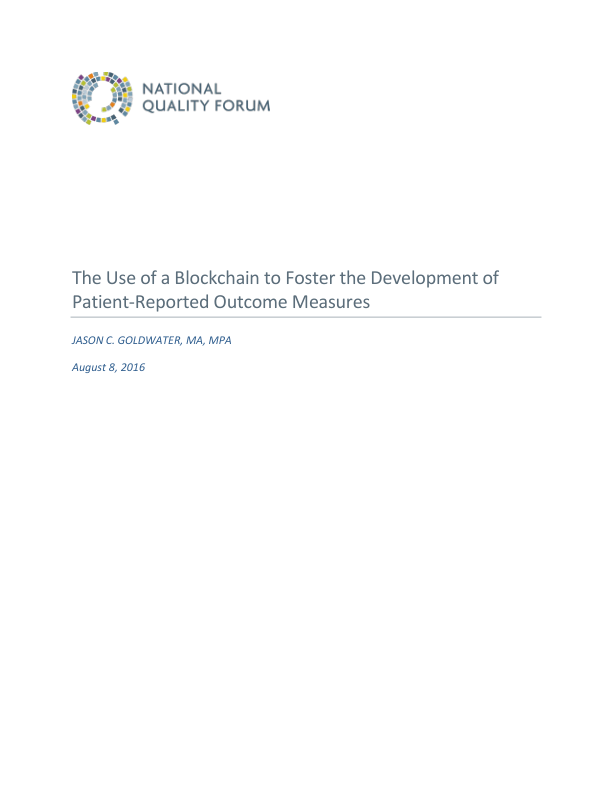 NATIONAL
QUALITY FORUM
The Use of a Blockchain to Foster the Development of
Patient-Reported Outcome Measures
JASON C. GOLDWATER, MA, MPA
August 8, 2016